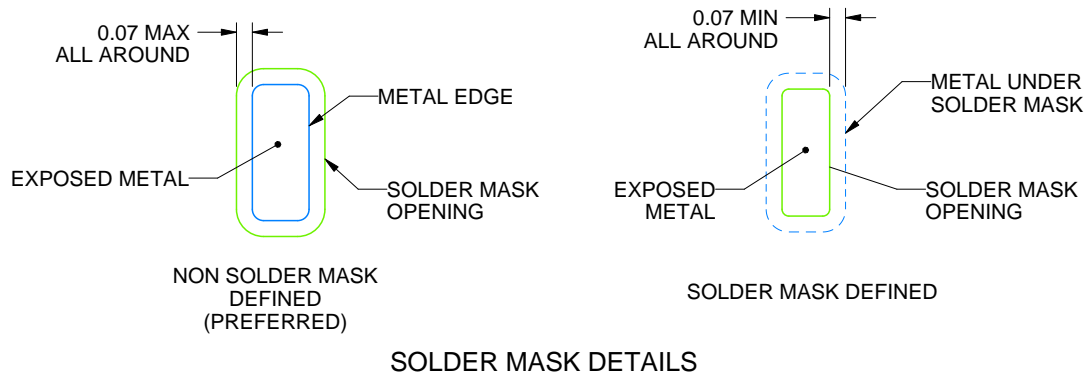 0.07 MAX
ALL AROUND
METAL EDGE
EXPOSED METAL
SOLDER MASK
OPENING
NON SOLDER MASK
DEFINED
(PREFERRED)
0.07 MIN
ALL AROUND
METAL UNDER
SOLDER MASK
EXPOSED
METAL
SOLDER MASK
OPENING
SOLDER MASK DEFINED
SOLDER MASK DETAILS